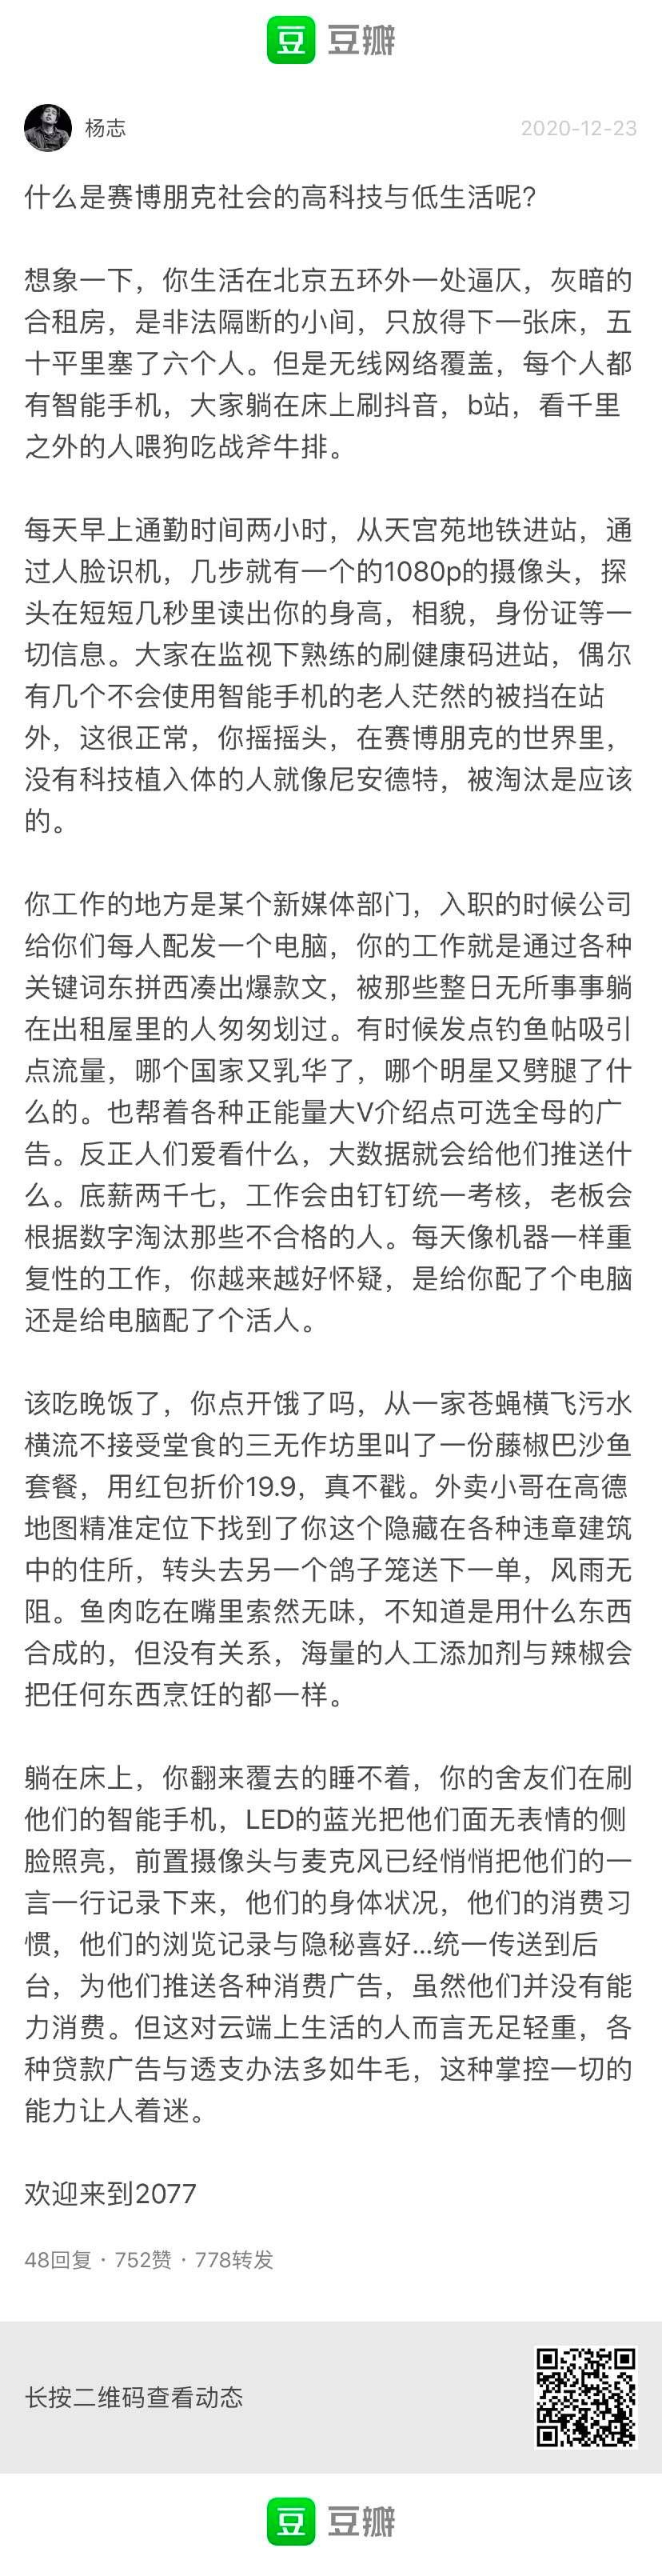 豆 豆瓣
杨志
2020-12-23
什么是赛博朋克社会的高科技与低生活呢?
想象一下，你生活在北京五环外一处逼仄，灰暗的
合租房，是非法隔断的小间，只放得下一张床，五
十平里塞了六个人。但是无线网络覆盖，每个人都
有智能手机，大家躺在床上刷抖音，b站，看千里
之外的人喂狗吃战斧牛排。
每天早上通勤时间两小时，从天宫苑地铁进站，通
过人脸识机，几步就有一个的1080p的摄像头，探
头在短短几秒里读出你的身高，相貌，身份证等一
切信息。大家在监视下熟练的刷健康码进站，偶尔
有几个不会使用智能手机的老人茫然的被挡在站
外，这很正常，你摇摇头，在赛博朋克的世界里，
没有科技植入体的人就像尼安德特，被淘汰是应该
的。
你工作的地方是某个新媒体部门，入职的时候公司
给你们每人配发一个电脑，你的工作就是通过各种
关键词东拼西凑出爆款文，被那些整日无所事事躺
在出租屋里的人匆匆划过。有时候发点钓鱼帖吸引
点流量，哪个国家又乳华了，哪个明星又劈腿了什
么的。也帮着各种正能量大V介绍点可选全母的广
告。反正人们爱看什么，大数据就会给他们推送什
么。底薪两千七，工作会由钉钉统一考核，老板会
根据数字淘汰那些不合格的人。每天像机器一样重
复性的工作，你越来越好怀疑，是给你配了个电脑
还是给电脑配了个活人。
该吃晚饭了，你点开饿了吗，从一家苍蝇横飞污水
横流不接受堂食的三无作坊里叫了一份藤椒巴沙鱼
套餐，用红包折价19.9，真不戳。外卖小哥在高德
地图精准定位下找到了你这个隐藏在各种违章建筑
中的住所，转头去另一个鸽子笼送下一单，风雨无
阻。鱼肉吃在嘴里索然无味，不知道是用什么东西
合成的，但没有关系，海量的人工添加剂与辣椒会
把任何东西烹饪的都一样。
躺在床上，你翻来覆去的睡不着，你的舍友们在刷
他们的智能手机，LED的蓝光把他们面无表情的侧
脸照亮，前置摄像头与麦克风已经悄悄把他们的一
言一行记录下来，他们的身体状况，他们的消费习
惯，他们的浏览记录与隐秘喜好...统一传送到后
台，为他们推送各种消费广告，虽然他们并没有能
力消费。但这对云端上生活的人而言无足轻重，各
种贷款广告与透支办法多如牛毛，这种掌控一切的
能力让人着迷。
欢迎来到2077
48回复 · 752赞 · 778转发
长按二维码查看动态
豆 豆瓣